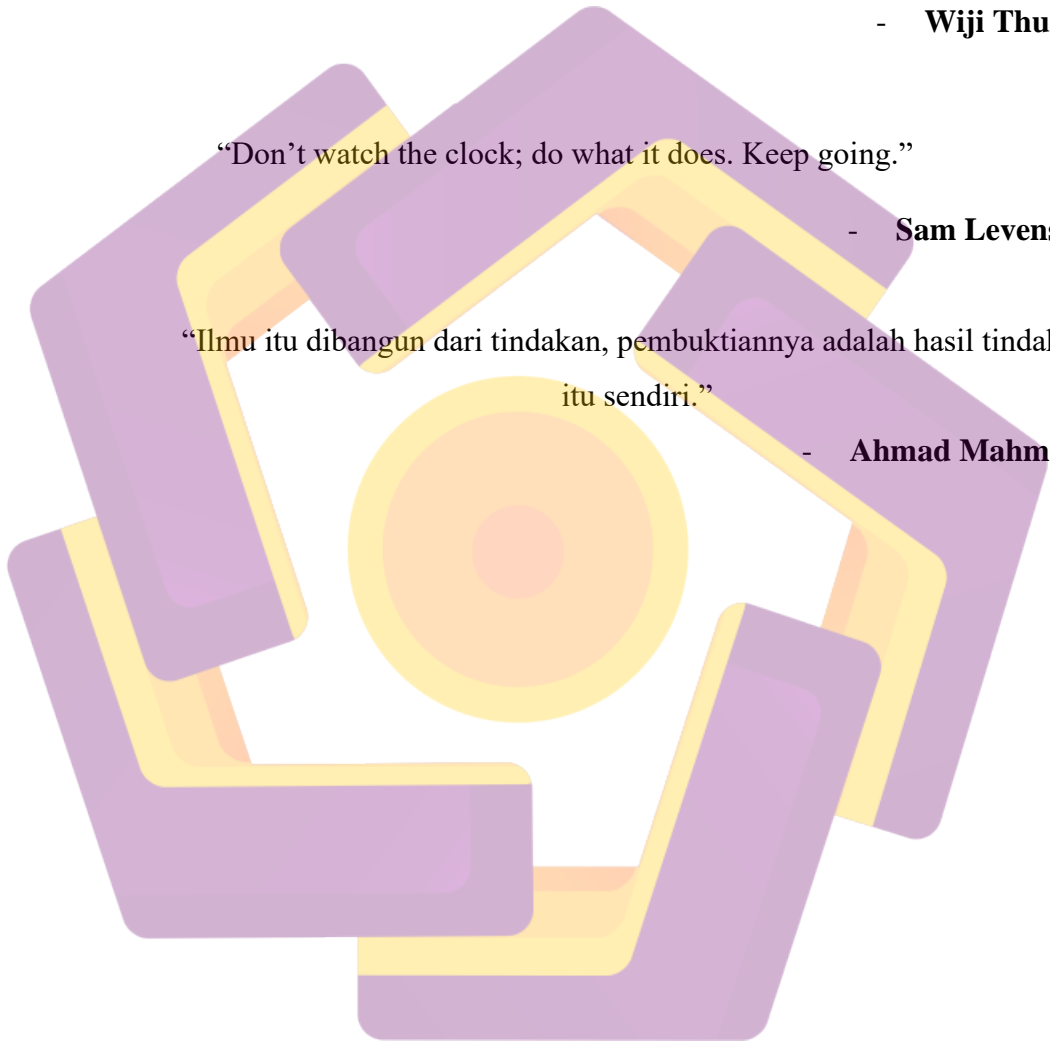 - Wiji Thu
“Don’t watch the clock; do what it does. Keep going.”
- Sam Levens
“Ilmu itu dibangun dari tindakan, pembuktiannya adalah hasil tindak
itu sendiri.”
- Ahmad Mahm